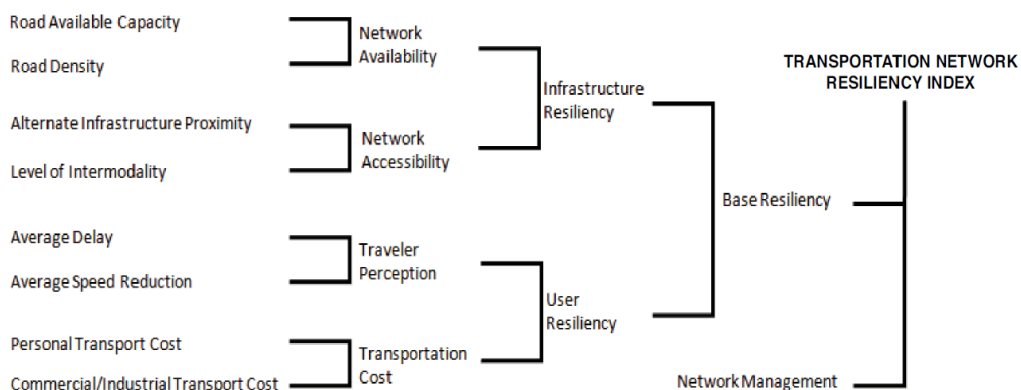 Road Available Capacity
Road Density
Network
Availability
Alternate Infrastructure Proximity
Level of Intermodality
Network
Accessibility
Infrastructure
Resiliency
Average Delay
Average Speed Reduction
Traveler
Perception
Personal Transport Cost
Commercial/Industrial Transport Cost
Transportation
Cost
User
Resiliency
Base Resiliency
Network Management
TRANSPORTATION NETWORK
RESILIENCY INDEX